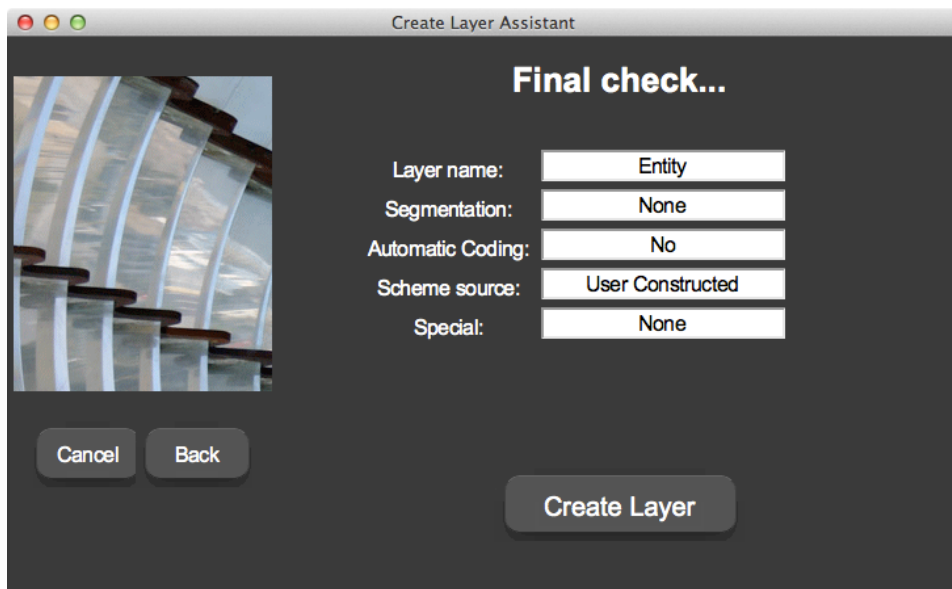 Create Layer Assistant
Final check...
Layer name: Entity
Segmentation: None
Automatic Coding: No
Scheme source: User Constructed
Special: None
Cancel Back
Create Layer